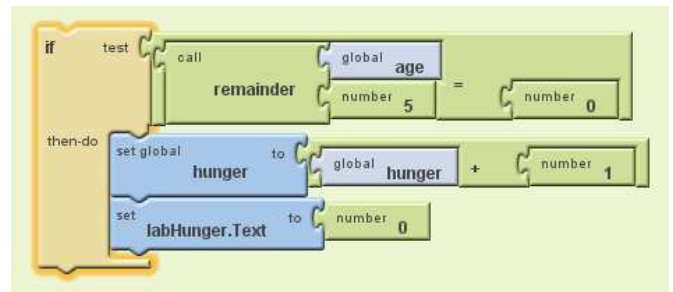 if test call global age
remainder number 5 = number 0
then-do set global hunger to global hunger + number 1
set labHunger.Text to number 0